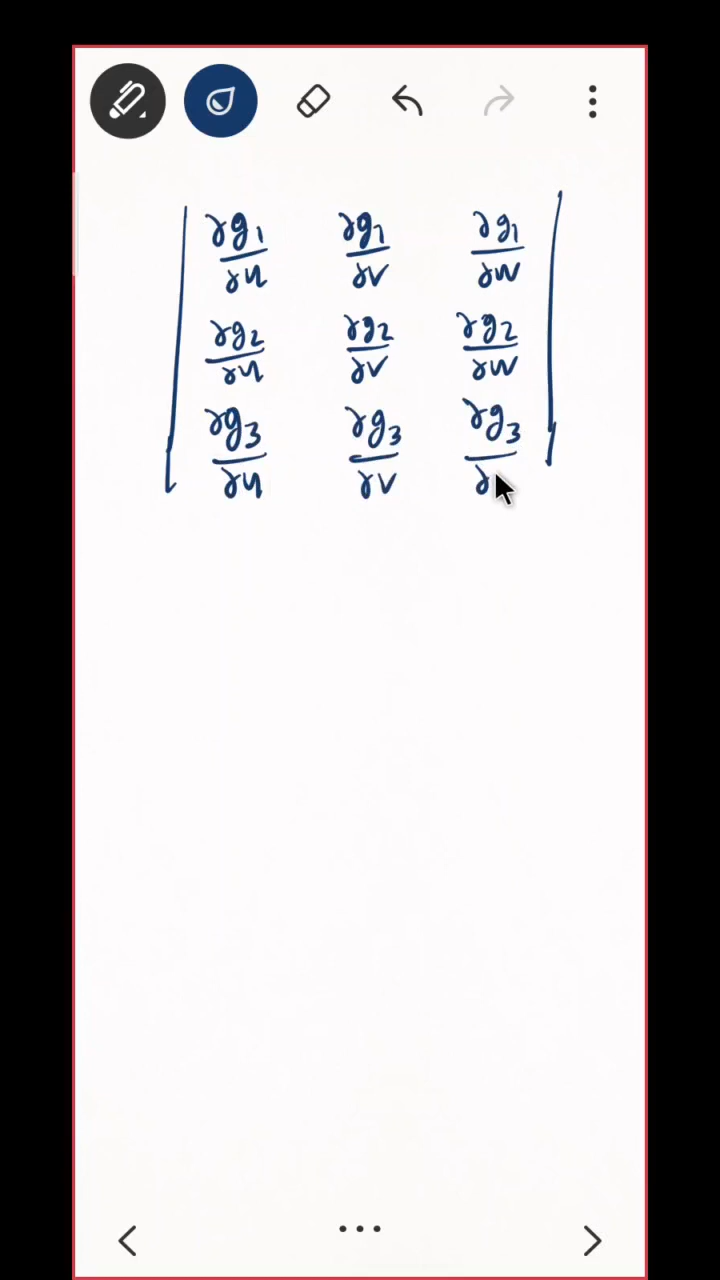 | ∂g₁/∂u ∂g₁/∂v ∂g₁/∂w |
| ∂g₂/∂u ∂g₂/∂v ∂g₂/∂w |
| ∂g₃/∂u ∂g₃/∂v ∂g₃/∂ |